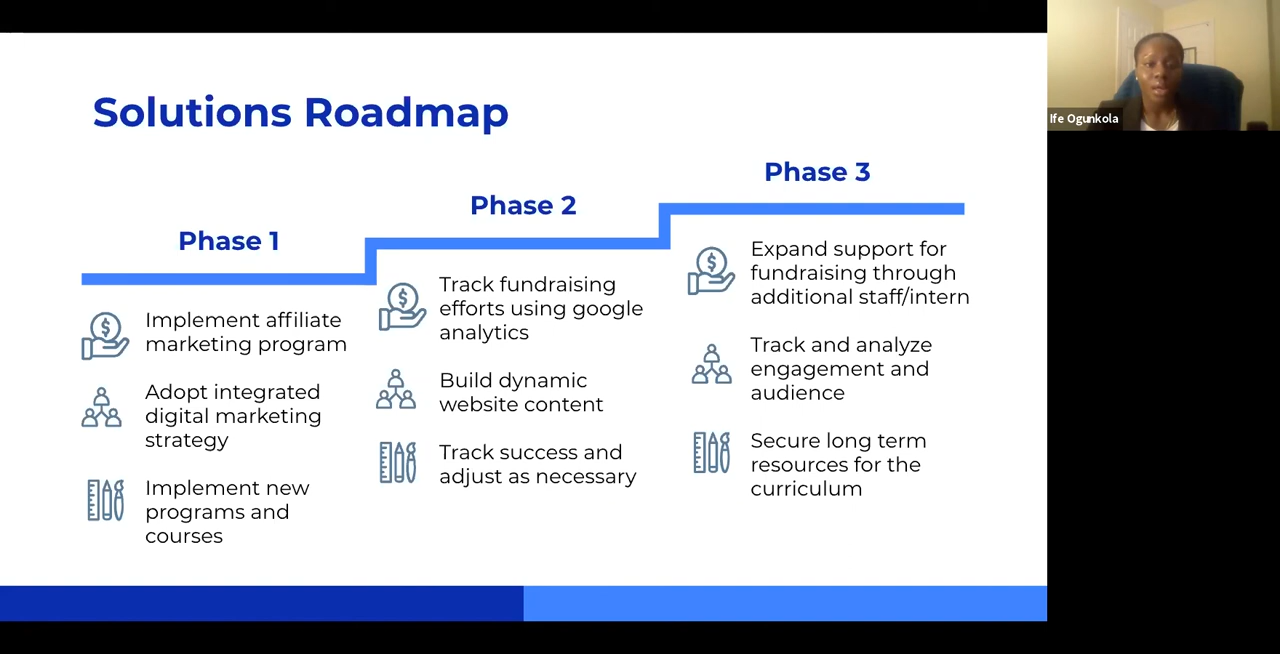 Solutions Roadmap
Phase 1
Implement affiliate
marketing program
Adopt integrated
digital marketing
strategy
Implement new
programs and
courses
Phase 2
Track fundraising
efforts using google
analytics
Build dynamic
website content
Track success and
adjust as necessary
Phase 3
Expand support for
fundraising through
additional staff/intern
Track and analyze
engagement and
audience
Secure long term
resources for the
curriculum
Ife Ogunkola